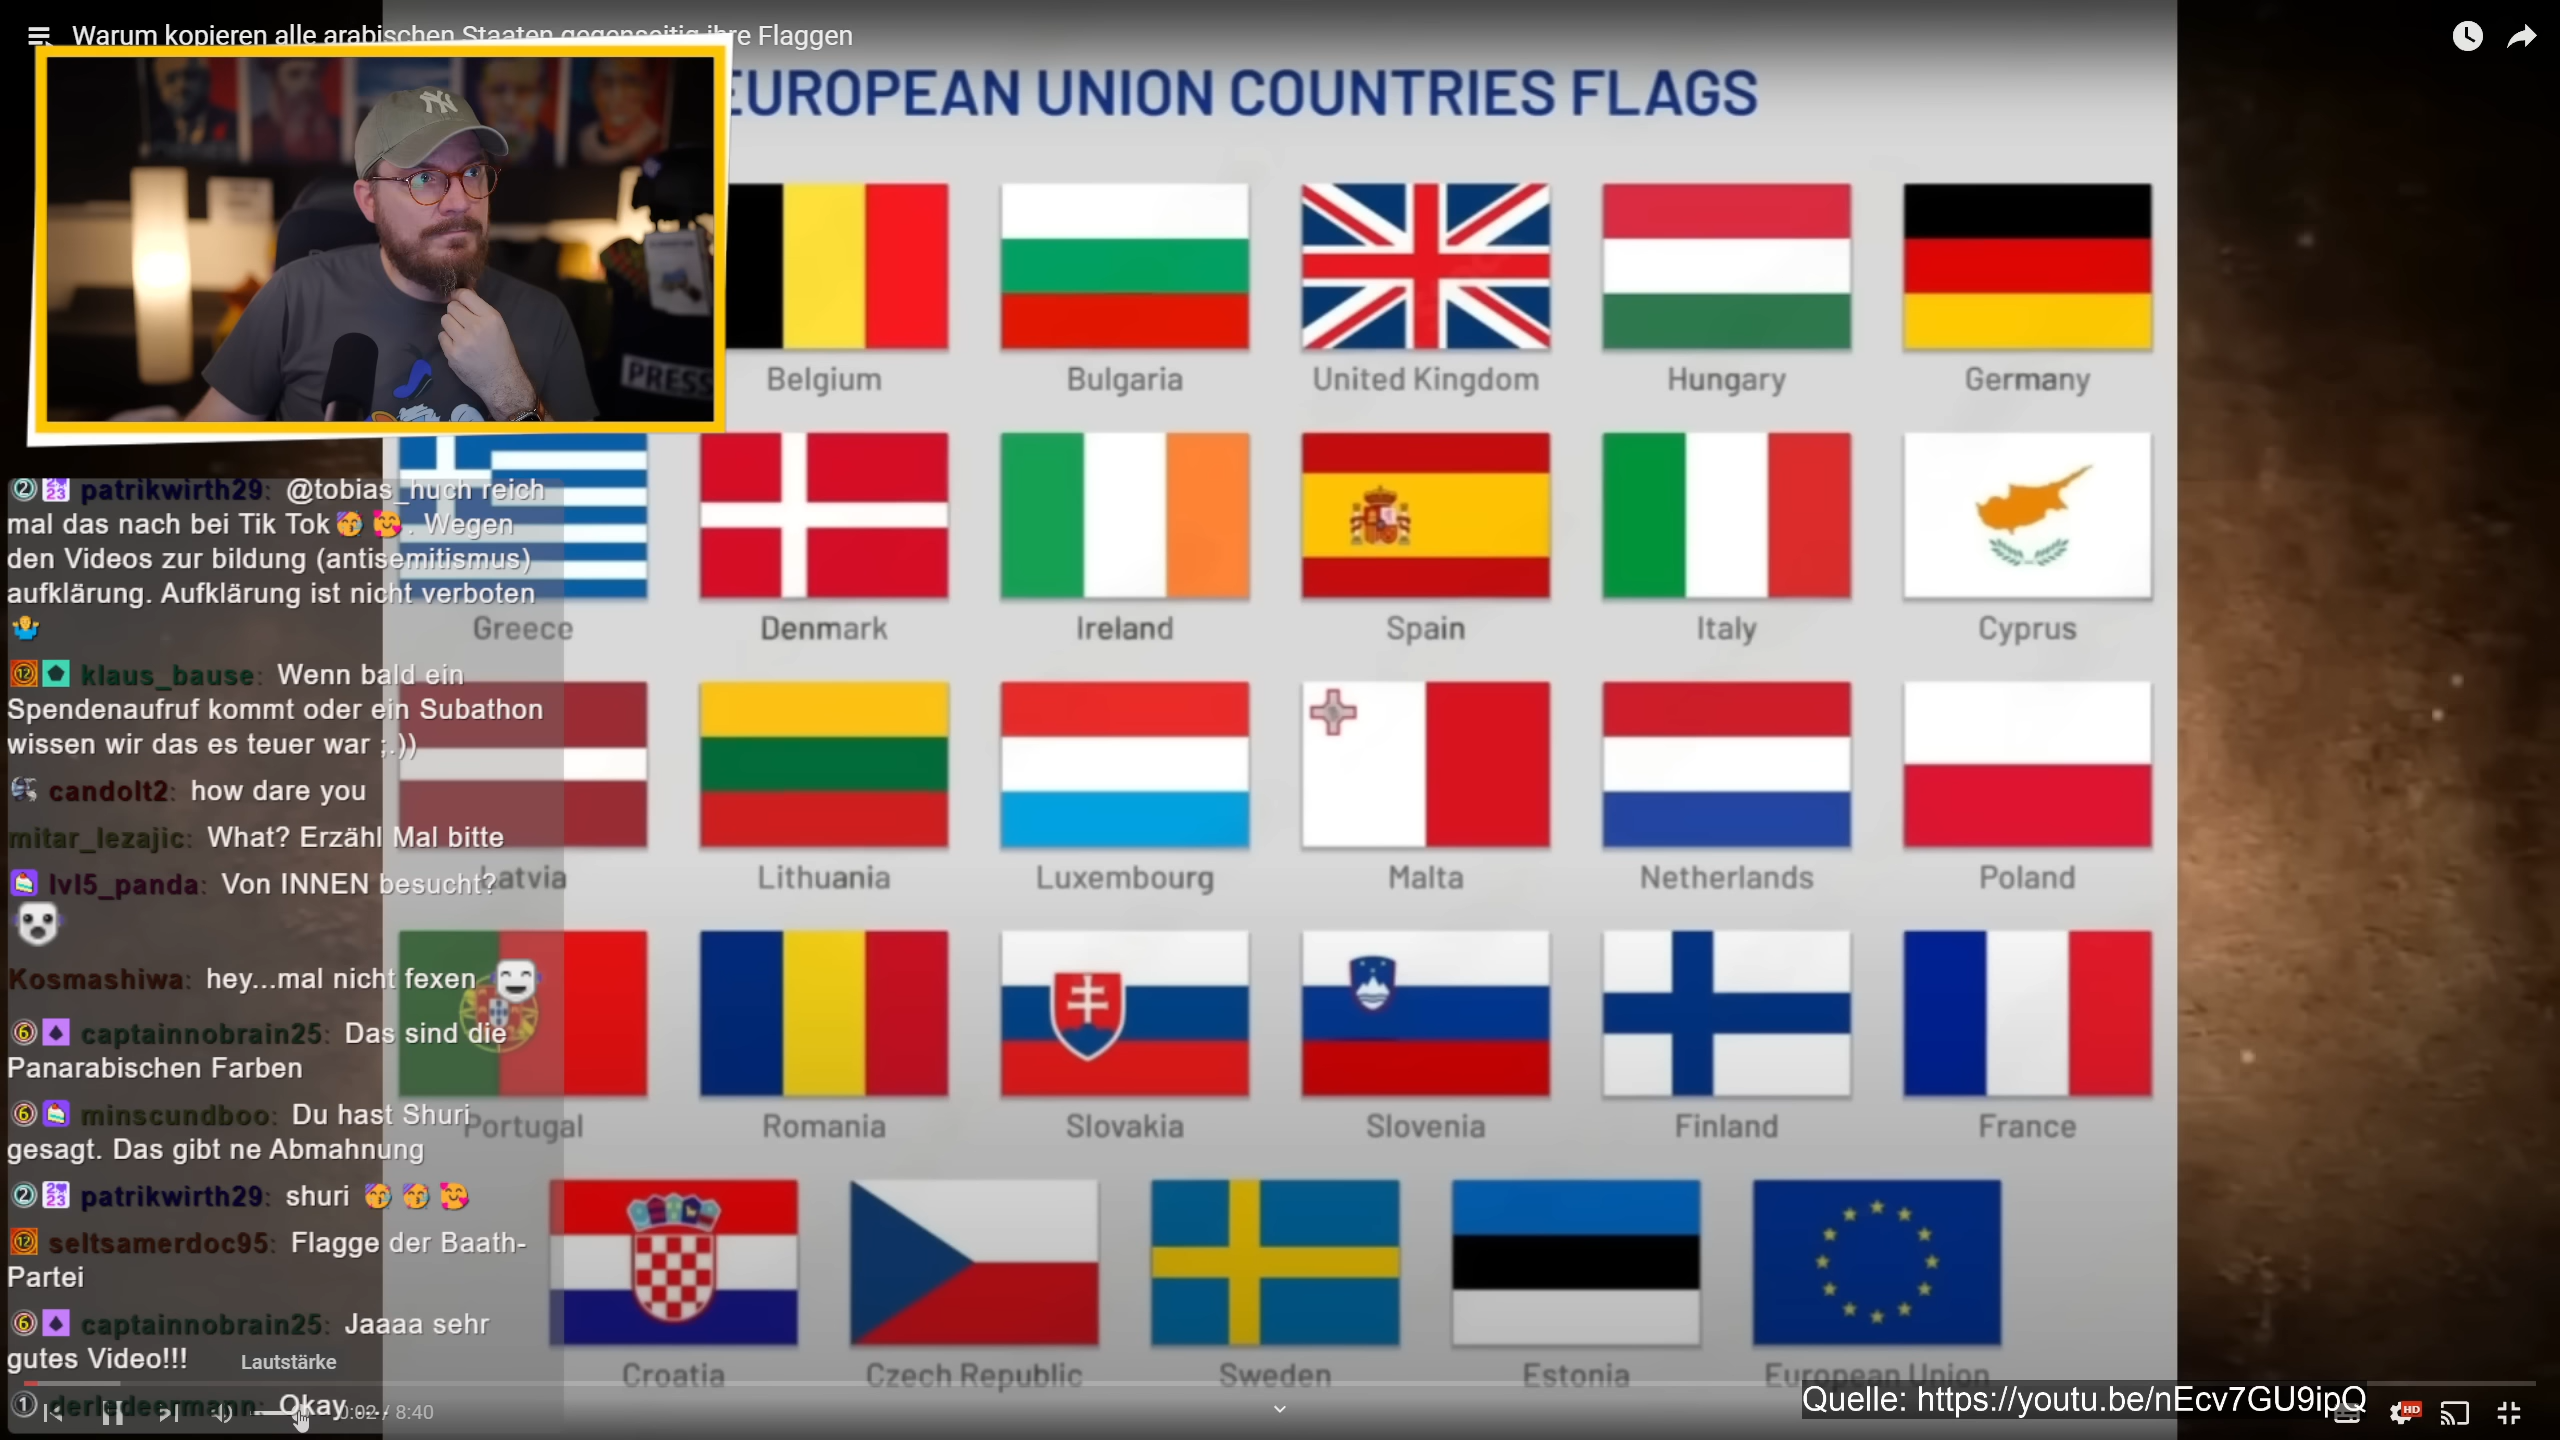 Warum kopieren alle arabischen Staaten gegenseitig ihre Flaggen
EUROPEAN UNION COUNTRIES FLAGS
NY
PRESS
Belgium
Bulgaria
United Kingdom
Hungary
Germany
Greece
Denmark
Ireland
Spain
Italy
Cyprus
Latvia
Lithuania
Luxembourg
Malta
Netherlands
Poland
Portugal
Romania
Slovakia
Slovenia
Finland
France
Croatia
Czech Republic
Sweden
Estonia
European Union
patrikwirth29: @tobias_huch reich
mal das nach bei Tik Tok🥳 🥰 . Wegen
den Videos zur bildung (antisemitismus)
aufklärung. Aufklärung ist nicht verboten
🤷
klaus_bause: Wenn bald ein
Spendenaufruf kommt oder ein Subathon
wissen wir das es teuer war ;.))
candolt2: how dare you
mitar_lezajic: What? Erzähl Mal bitte
lvl5_panda: Von INNEN besucht?
Kosmashiwa: hey...mal nicht fexen
captainnobrain25: Das sind die
Panarabischen Farben
minscundboo: Du hast Shuri
gesagt. Das gibt ne Abmahnung
patrikwirth29: shuri 🥳 🥳 🥰
seltsamerdoc95: Flagge der Baath-
Partei
captainnobrain25: Jaaaa sehr
gutes Video!!!
Lautstärke
derledeermann: Okay....
0:02 / 8:40
Quelle: https://youtu.be/nEcv7GU9ipQ
HD